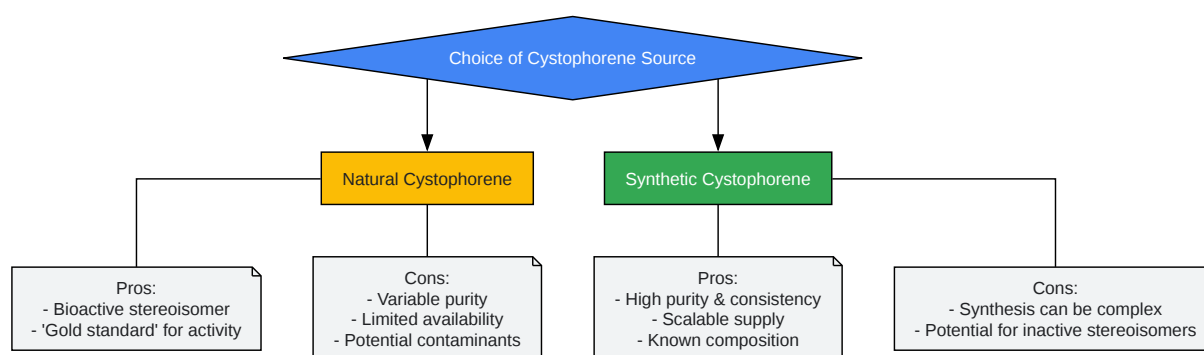 Choice of Cystophorene Source
Natural Cystophorene
Synthetic Cystophorene
Pros:
- Bioactive stereoisomer
- 'Gold standard' for activity
Cons:
- Variable purity
- Limited availability
- Potential contaminants
Pros:
- High purity & consistency
- Scalable supply
- Known composition
Cons:
- Synthesis can be complex
- Potential for inactive stereoisomers